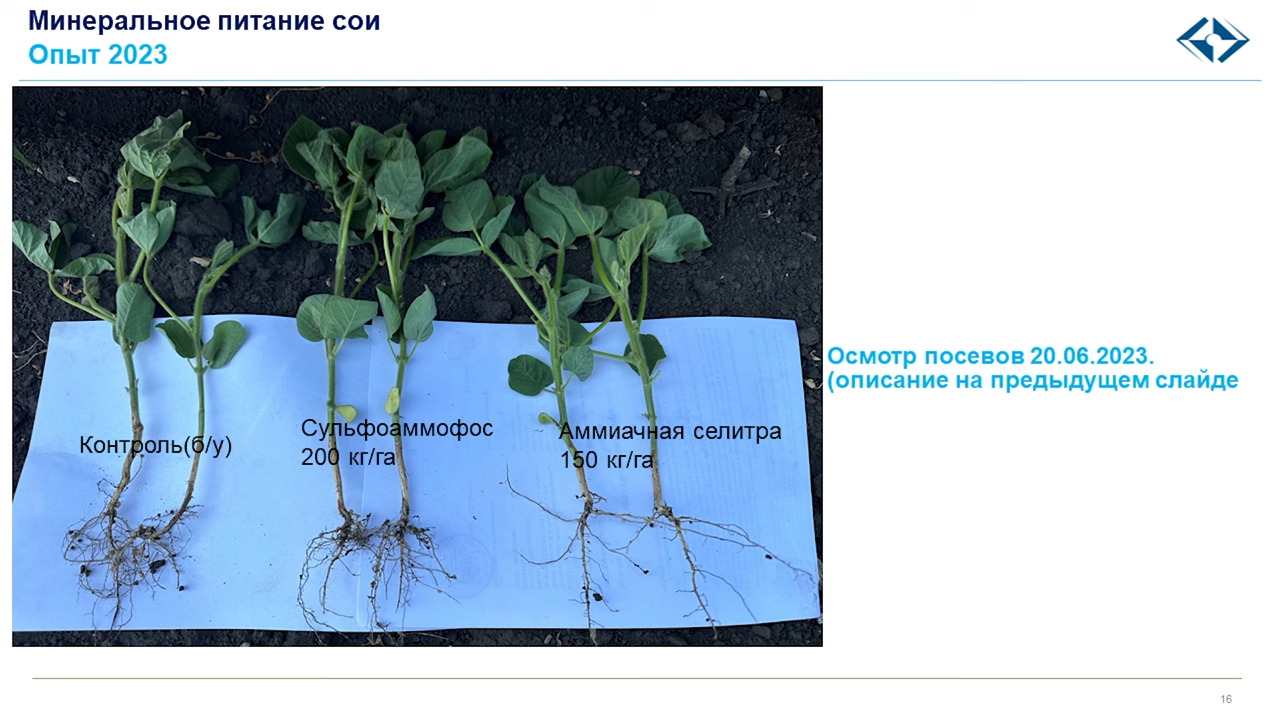 Минеральное питание сои
Опыт 2023
Контроль(б/у)
Сульфоаммофос
200 кг/га
Аммиачная селитра
150 кг/га
Осмотр посевов 20.06.2023.
(описание на предыдущем слайде
16